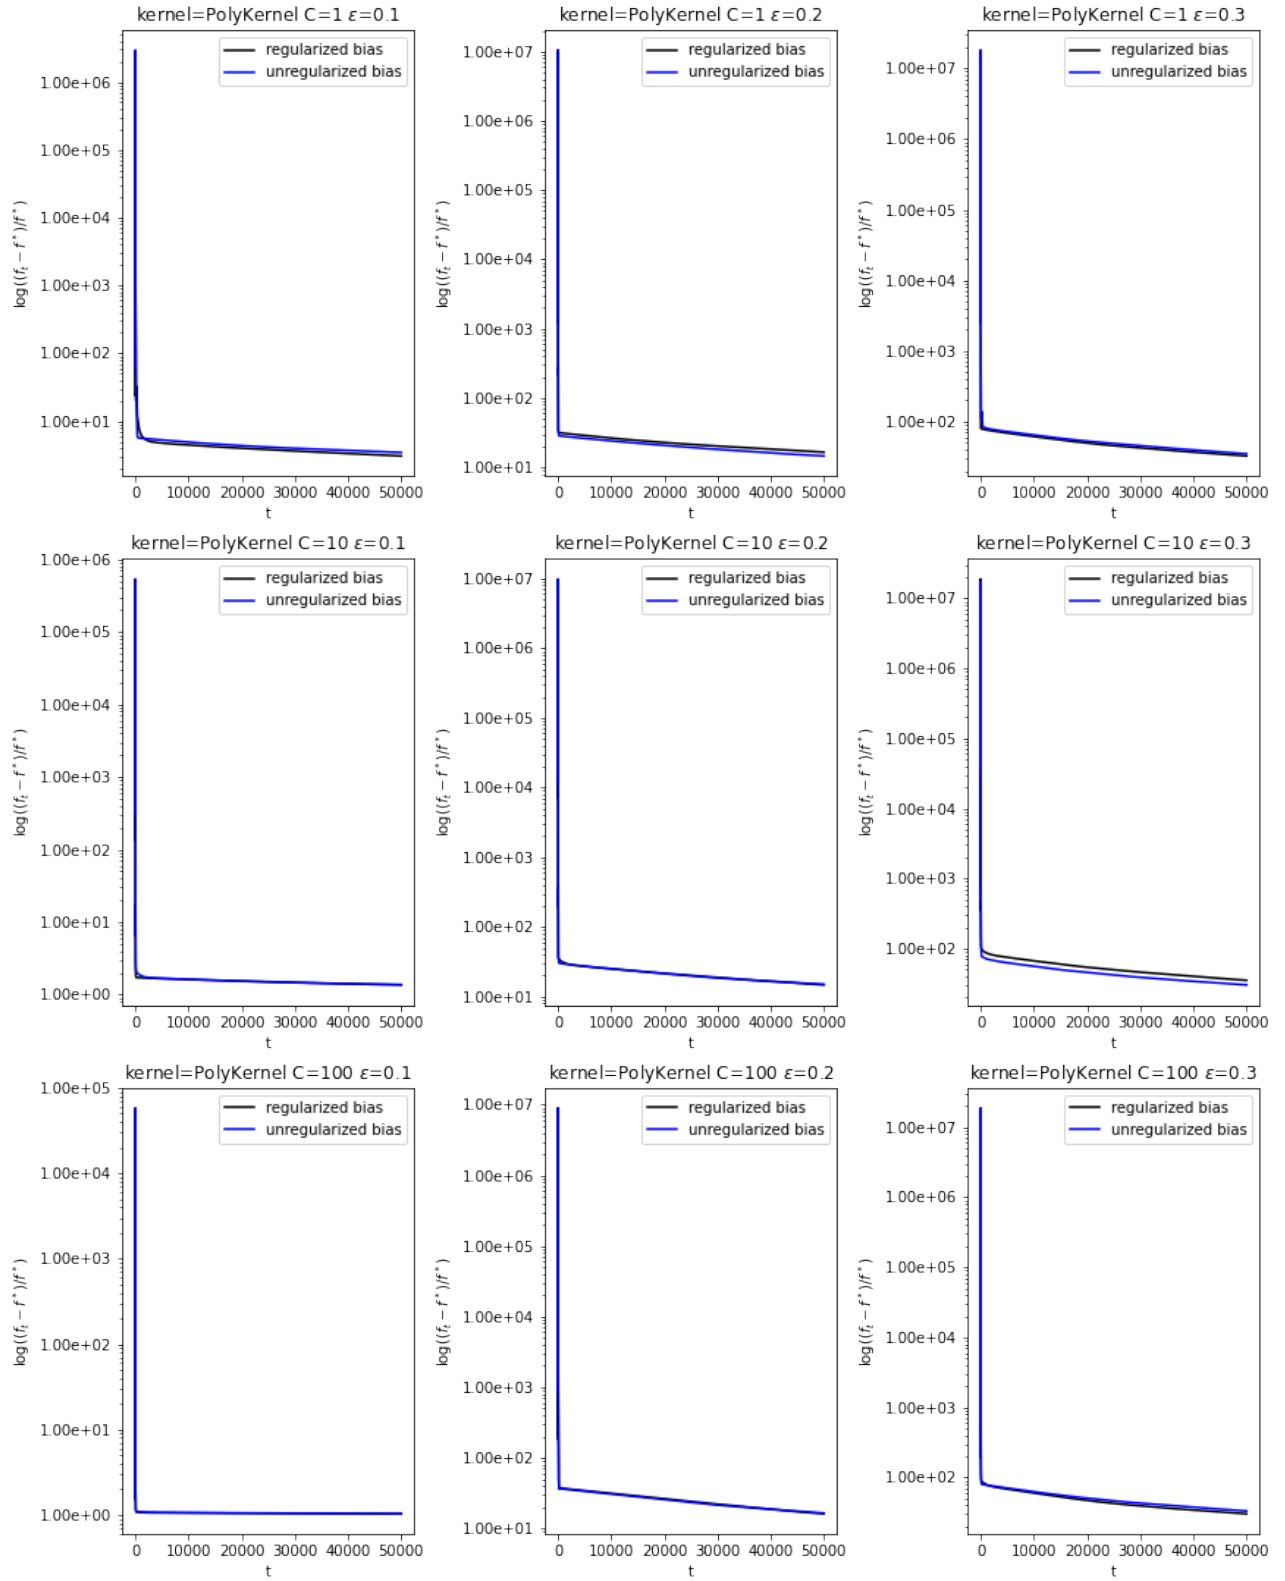 kernel=PolyKernel C=1 ε=0.1
regularized bias
unregularized bias
1.00e+06
1.00e+05
1.00e+04
1.00e+03
1.00e+02
1.00e+01
log((f_t − f*)/f*)
0 10000 20000 30000 40000 50000
t
kernel=PolyKernel C=1 ε=0.2
regularized bias
unregularized bias
1.00e+07
1.00e+06
1.00e+05
1.00e+04
1.00e+03
1.00e+02
1.00e+01
log((f_t − f*)/f*)
0 10000 20000 30000 40000 50000
t
kernel=PolyKernel C=1 ε=0.3
regularized bias
unregularized bias
1.00e+07
1.00e+06
1.00e+05
1.00e+04
1.00e+03
1.00e+02
log((f_t − f*)/f*)
0 10000 20000 30000 40000 50000
t
kernel=PolyKernel C=10 ε=0.1
regularized bias
unregularized bias
1.00e+06
1.00e+05
1.00e+04
1.00e+03
1.00e+02
1.00e+01
1.00e+00
log((f_t − f*)/f*)
0 10000 20000 30000 40000 50000
t
kernel=PolyKernel C=10 ε=0.2
regularized bias
unregularized bias
1.00e+07
1.00e+06
1.00e+05
1.00e+04
1.00e+03
1.00e+02
1.00e+01
log((f_t − f*)/f*)
0 10000 20000 30000 40000 50000
t
kernel=PolyKernel C=10 ε=0.3
regularized bias
unregularized bias
1.00e+07
1.00e+06
1.00e+05
1.00e+04
1.00e+03
1.00e+02
log((f_t − f*)/f*)
0 10000 20000 30000 40000 50000
t
kernel=PolyKernel C=100 ε=0.1
regularized bias
unregularized bias
1.00e+05
1.00e+04
1.00e+03
1.00e+02
1.00e+01
1.00e+00
log((f_t − f*)/f*)
0 10000 20000 30000 40000 50000
t
kernel=PolyKernel C=100 ε=0.2
regularized bias
unregularized bias
1.00e+07
1.00e+06
1.00e+05
1.00e+04
1.00e+03
1.00e+02
1.00e+01
log((f_t − f*)/f*)
0 10000 20000 30000 40000 50000
t
kernel=PolyKernel C=100 ε=0.3
regularized bias
unregularized bias
1.00e+07
1.00e+06
1.00e+05
1.00e+04
1.00e+03
1.00e+02
log((f_t − f*)/f*)
0 10000 20000 30000 40000 50000
t